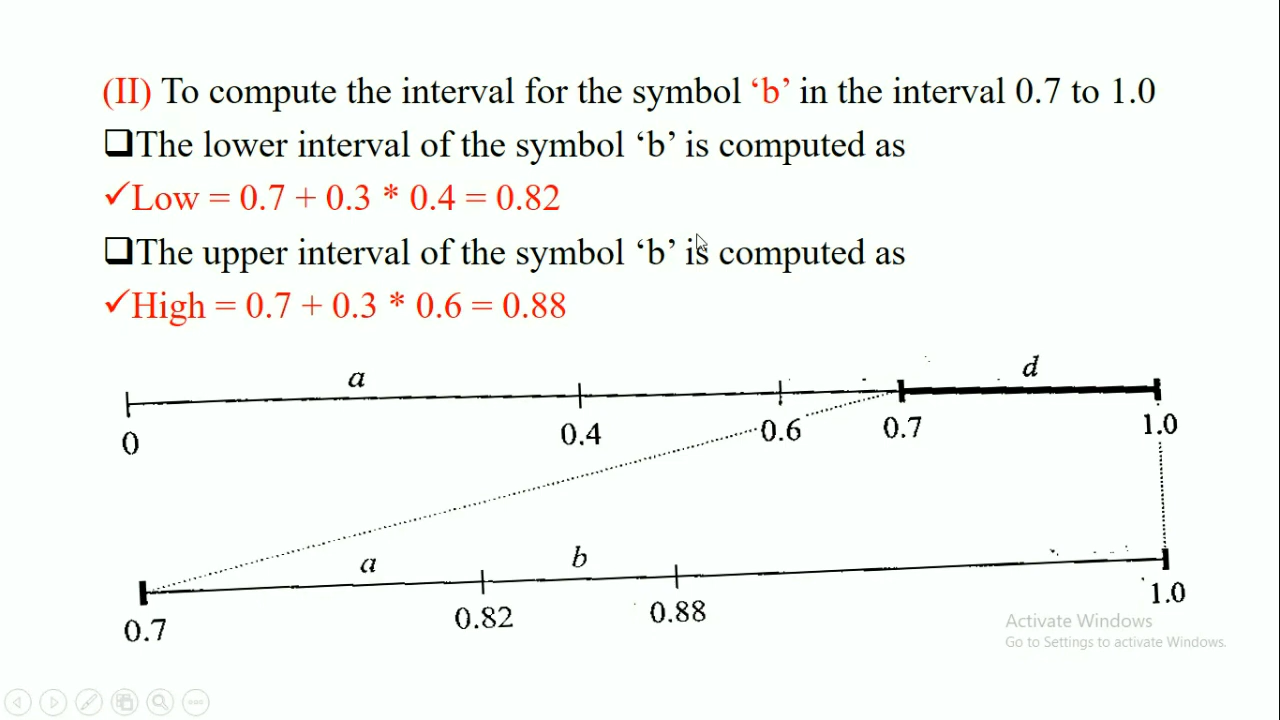 (II) To compute the interval for the symbol ‘b’ in the interval 0.7 to 1.0
❑The lower interval of the symbol ‘b’ is computed as
✓Low = 0.7 + 0.3 * 0.4 = 0.82
❑The upper interval of the symbol ‘b’ is computed as
✓High = 0.7 + 0.3 * 0.6 = 0.88
a d
0 0.4 0.6 0.7 1.0
a b
0.7 0.82 0.88 1.0
Activate Windows
Go to Settings to activate Windows.